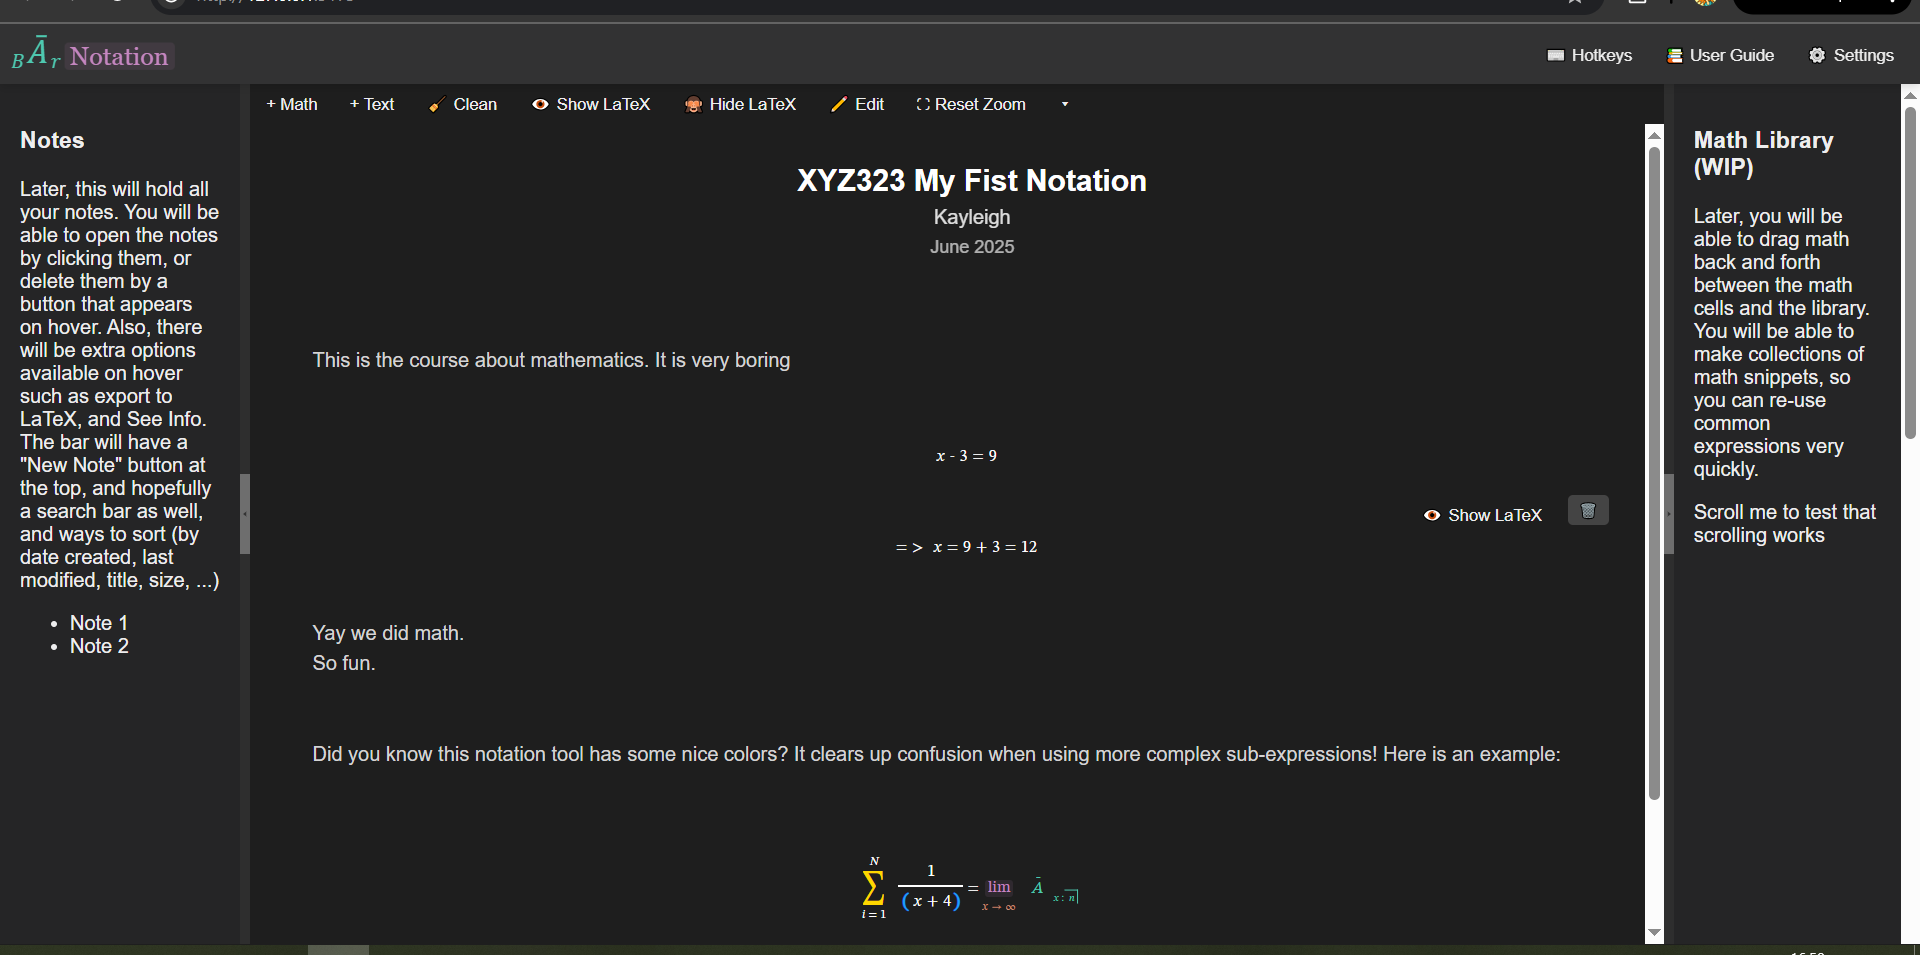 BĀr Notation
Hotkeys
User Guide
Settings
+ Math
+ Text
Clean
Show LaTeX
Hide LaTeX
Edit
Reset Zoom
Notes
Later, this will hold all
your notes. You will be
able to open the notes
by clicking them, or
delete them by a
button that appears
on hover. Also, there
will be extra options
available on hover
such as export to
LaTeX, and See Info.
The bar will have a
"New Note" button at
the top, and hopefully
a search bar as well,
and ways to sort (by
date created, last
modified, title, size, ...)
• Note 1
• Note 2
XYZ323 My Fist Notation
Kayleigh
June 2025
This is the course about mathematics. It is very boring
x - 3 = 9
Show LaTeX
=> x = 9 + 3 = 12
Yay we did math.
So fun.
Did you know this notation tool has some nice colors? It clears up confusion when using more complex sub-expressions! Here is an example:
N
∑ 1/(x + 4) = lim Ā x:n
i = 1
x → ∞
Math Library
(WIP)
Later, you will be
able to drag math
back and forth
between the math
cells and the library.
You will be able to
make collections of
math snippets, so
you can re-use
common
expressions very
quickly.
Scroll me to test that
scrolling works